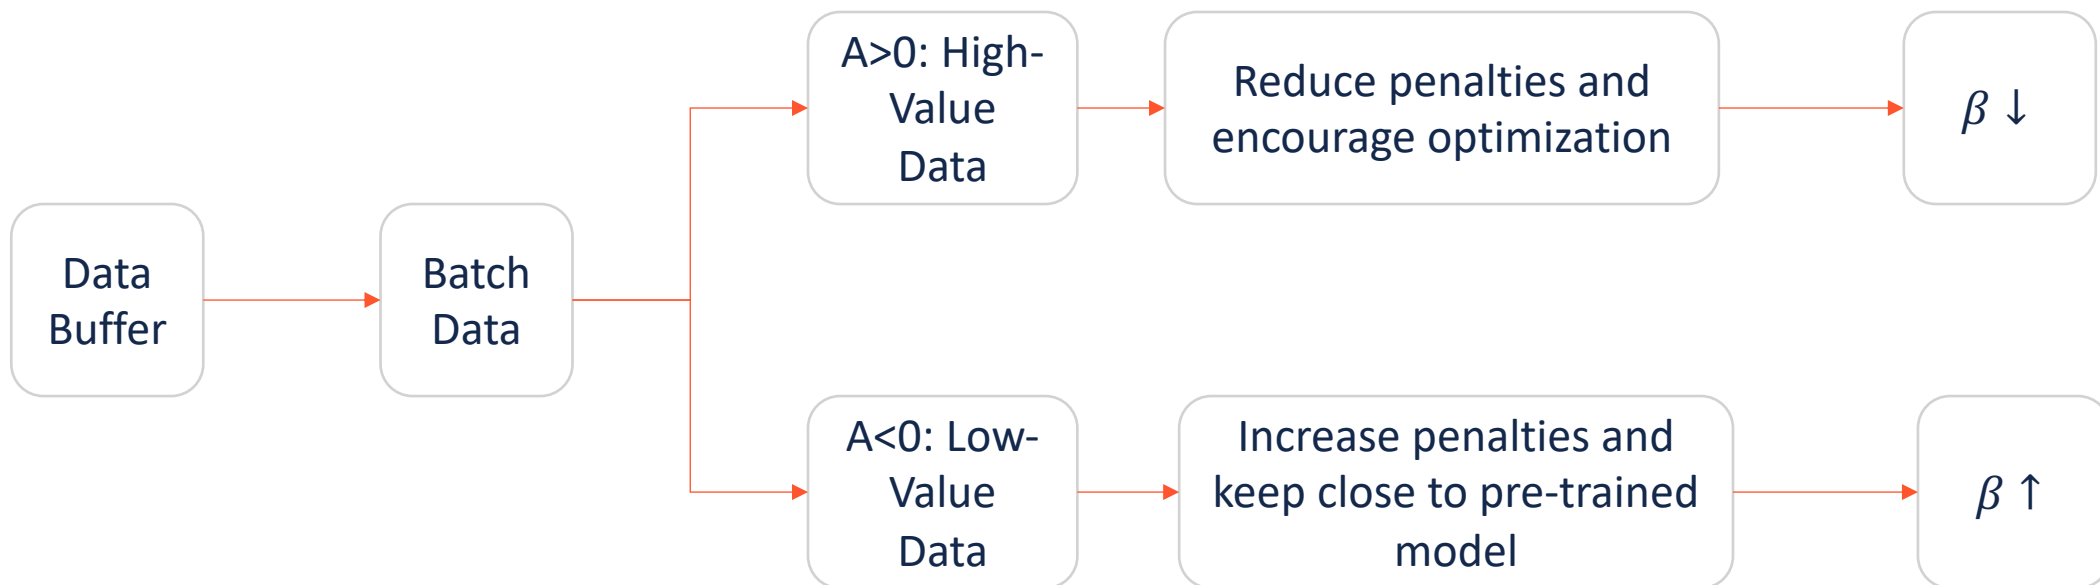 Data
Buffer
Batch
Data
A>0: High-
Value
Data
Reduce penalties and
encourage optimization
β ↓
A<0: Low-
Value
Data
Increase penalties and
keep close to pre-trained
model
β ↑